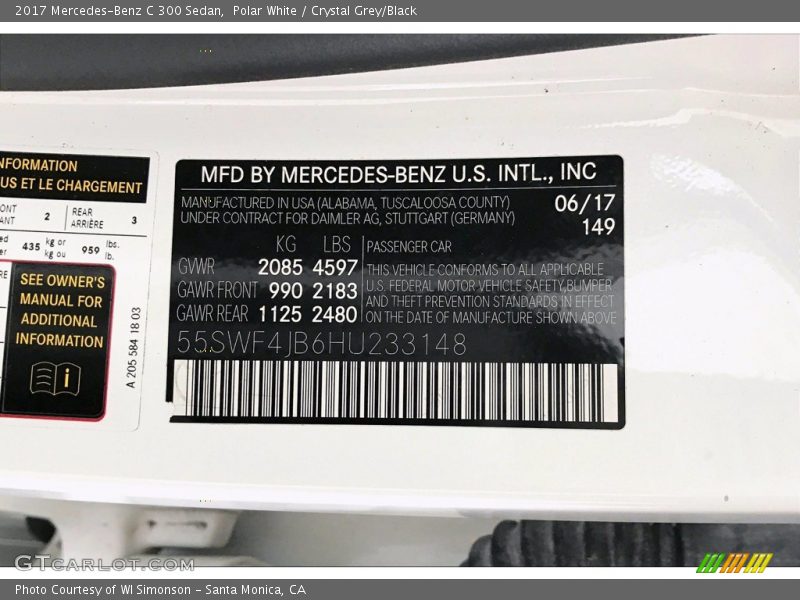 2017 Mercedes-Benz C 300 Sedan,  Polar White / Crystal Grey/Black
NFORMATION
US ET LE CHARGEMENT
2
REAR
ARRIÈRE
3
435
kg or
kg ou
959
lbs.
lb.
SEE OWNER'S
MANUAL FOR
ADDITIONAL
INFORMATION
A 205 584 18 03
MFD BY MERCEDES-BENZ U.S. INTL., INC
MANUFACTURED IN USA (ALABAMA, TUSCALOOSA COUNTY)
UNDER CONTRACT FOR DAIMLER AG, STUTTGART (GERMANY)
06/17
149
KG LBS
PASSENGER CAR
GVWR 2085 4597
GAWR FRONT 990 2183
GAWR REAR 1125 2480
THIS VEHICLE CONFORMS TO ALL APPLICABLE
U.S. FEDERAL MOTOR VEHICLE SAFETY,BUMPER
AND THEFT PREVENTION STANDARDS IN EFFECT
ON THE DATE OF MANUFACTURE SHOWN ABOVE
55SWF4JB6HU233148
GTCARLOT.COM
Photo Courtesy of WI Simonson - Santa Monica, CA